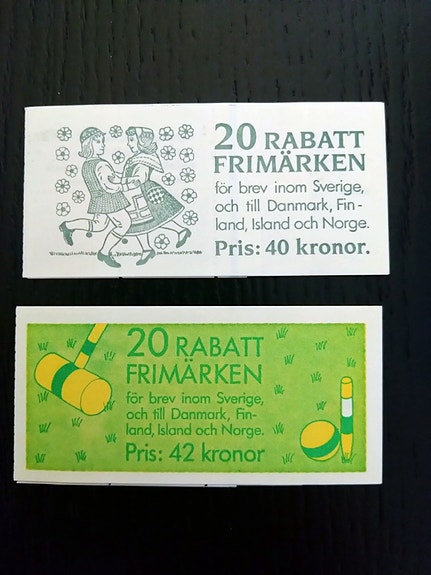 20 RABATT
FRIMÄRKEN
för brev inom Sverige,
och till Danmark, Fin-
land, Island och Norge.
Pris: 40 kronor.
20 RABATT
FRIMÄRKEN
för brev inom Sverige,
och till Danmark, Fin-
land, Island och Norge.
Pris: 42 kronor